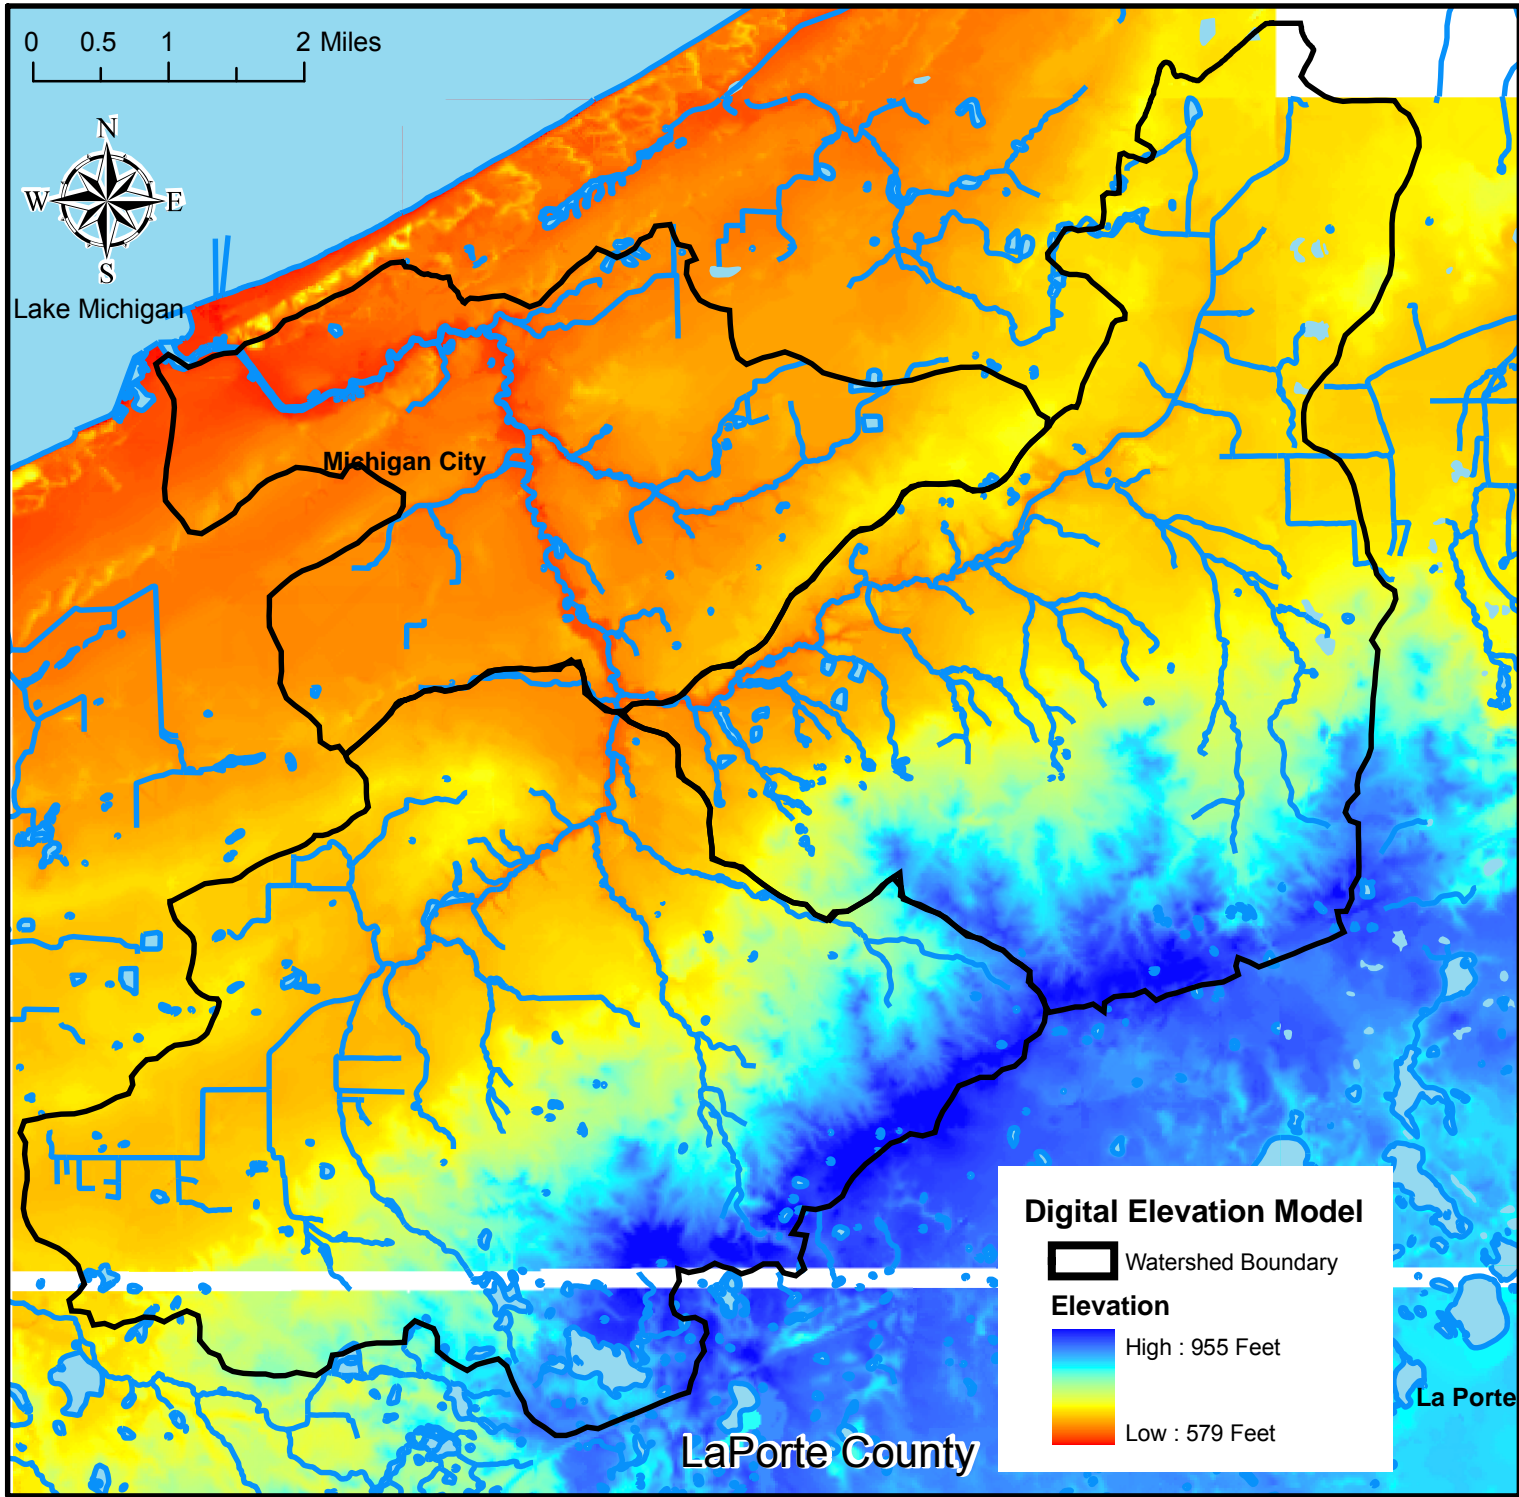 0 0.5 1 2 Miles
N
W E
S
Lake Michigan
Michigan City
Digital Elevation Model
Watershed Boundary
Elevation
High : 955 Feet
Low : 579 Feet
La Porte
LaPorte County